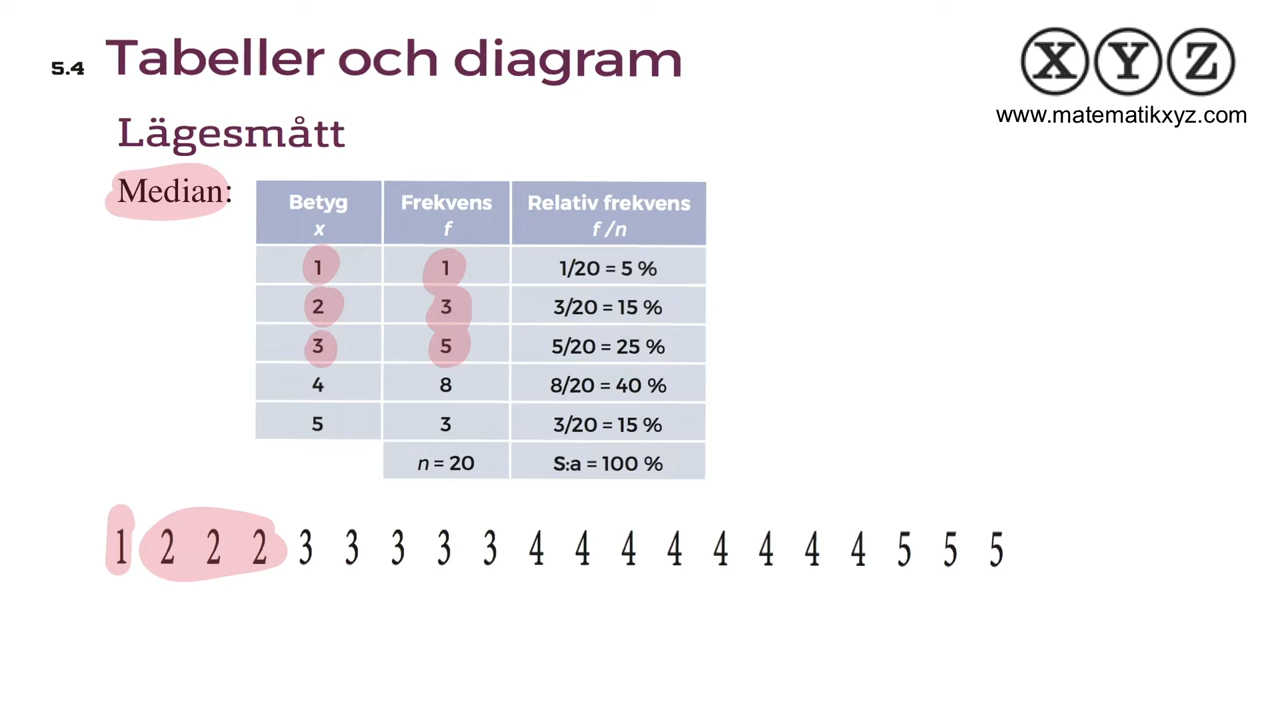 5.4 Tabeller och diagram
X Y Z
www.matematikxyz.com
Lägesmått
Median:
Betyg Frekvens Relativ frekvens
x f f/n
1 1 1/20 = 5 %
2 3 3/20 = 15 %
3 5 5/20 = 25 %
4 8 8/20 = 40 %
5 3 3/20 = 15 %
n = 20 S:a = 100 %
1 2 2 2 3 3 3 3 3 4 4 4 4 4 4 4 4 5 5 5